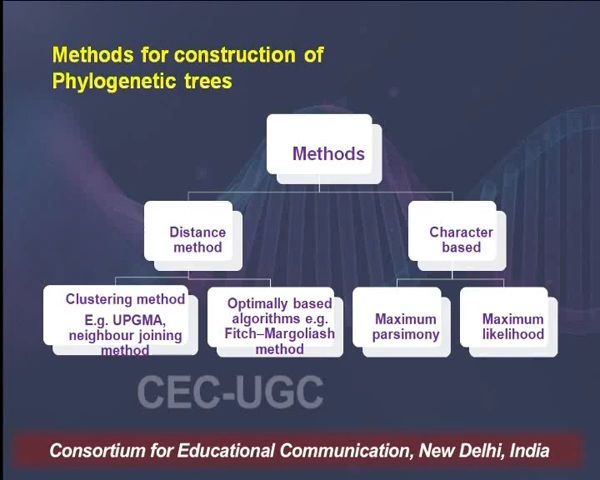 Methods for construction of
Phylogenetic trees
Methods
Distance
method
Character
based
Clustering method
E.g. UPGMA,
neighbour joining
method
Optimally based
algorithms e.g.
Fitch–Margoliash
method
Maximum
parsimony
Maximum
likelihood
CEC-UGC
Consortium for Educational Communication, New Delhi, India